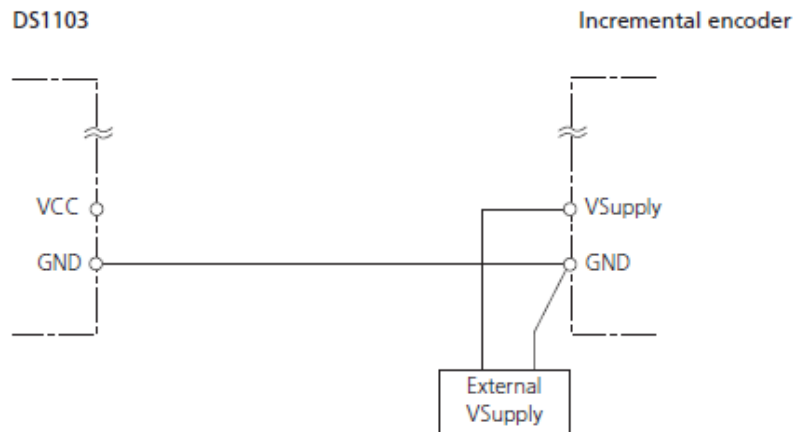 DS1103
Incremental encoder
VCC
VSupply
GND
GND
External
VSupply